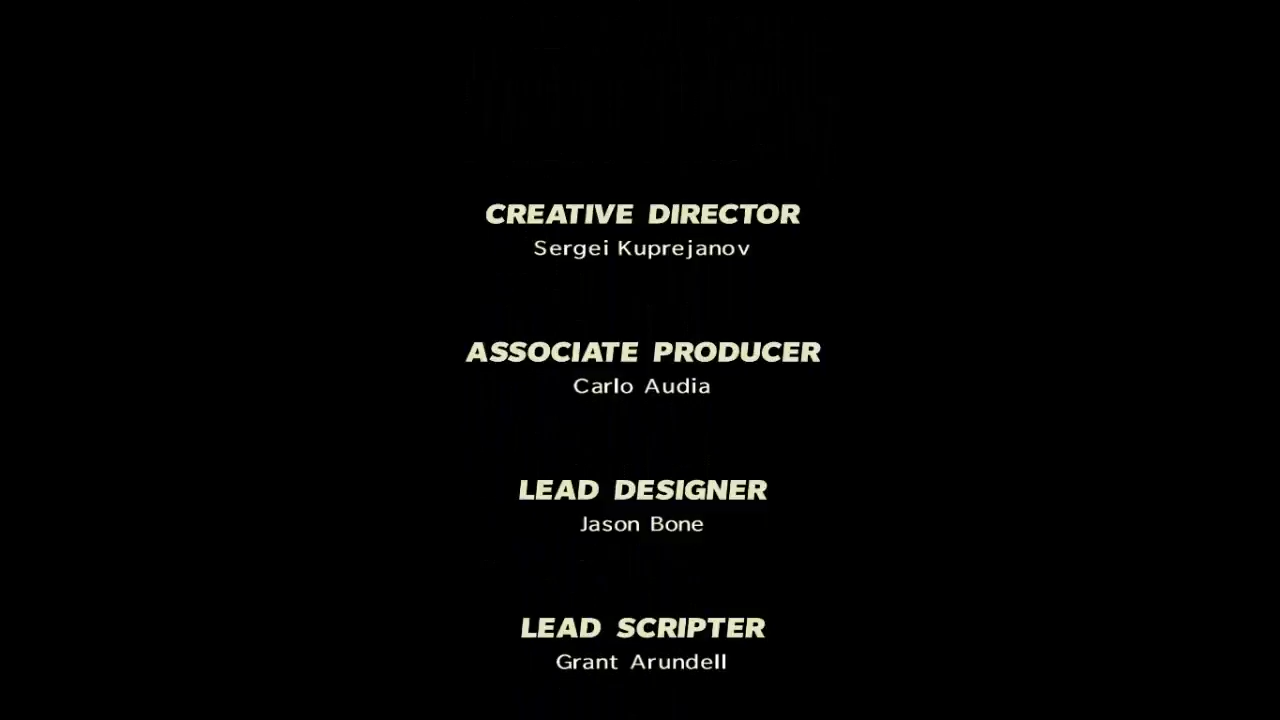 CREATIVE DIRECTOR
Sergei Kuprejanov
ASSOCIATE PRODUCER
Carlo Audia
LEAD DESIGNER
Jason Bone
LEAD SCRIPTER
Grant Arundell